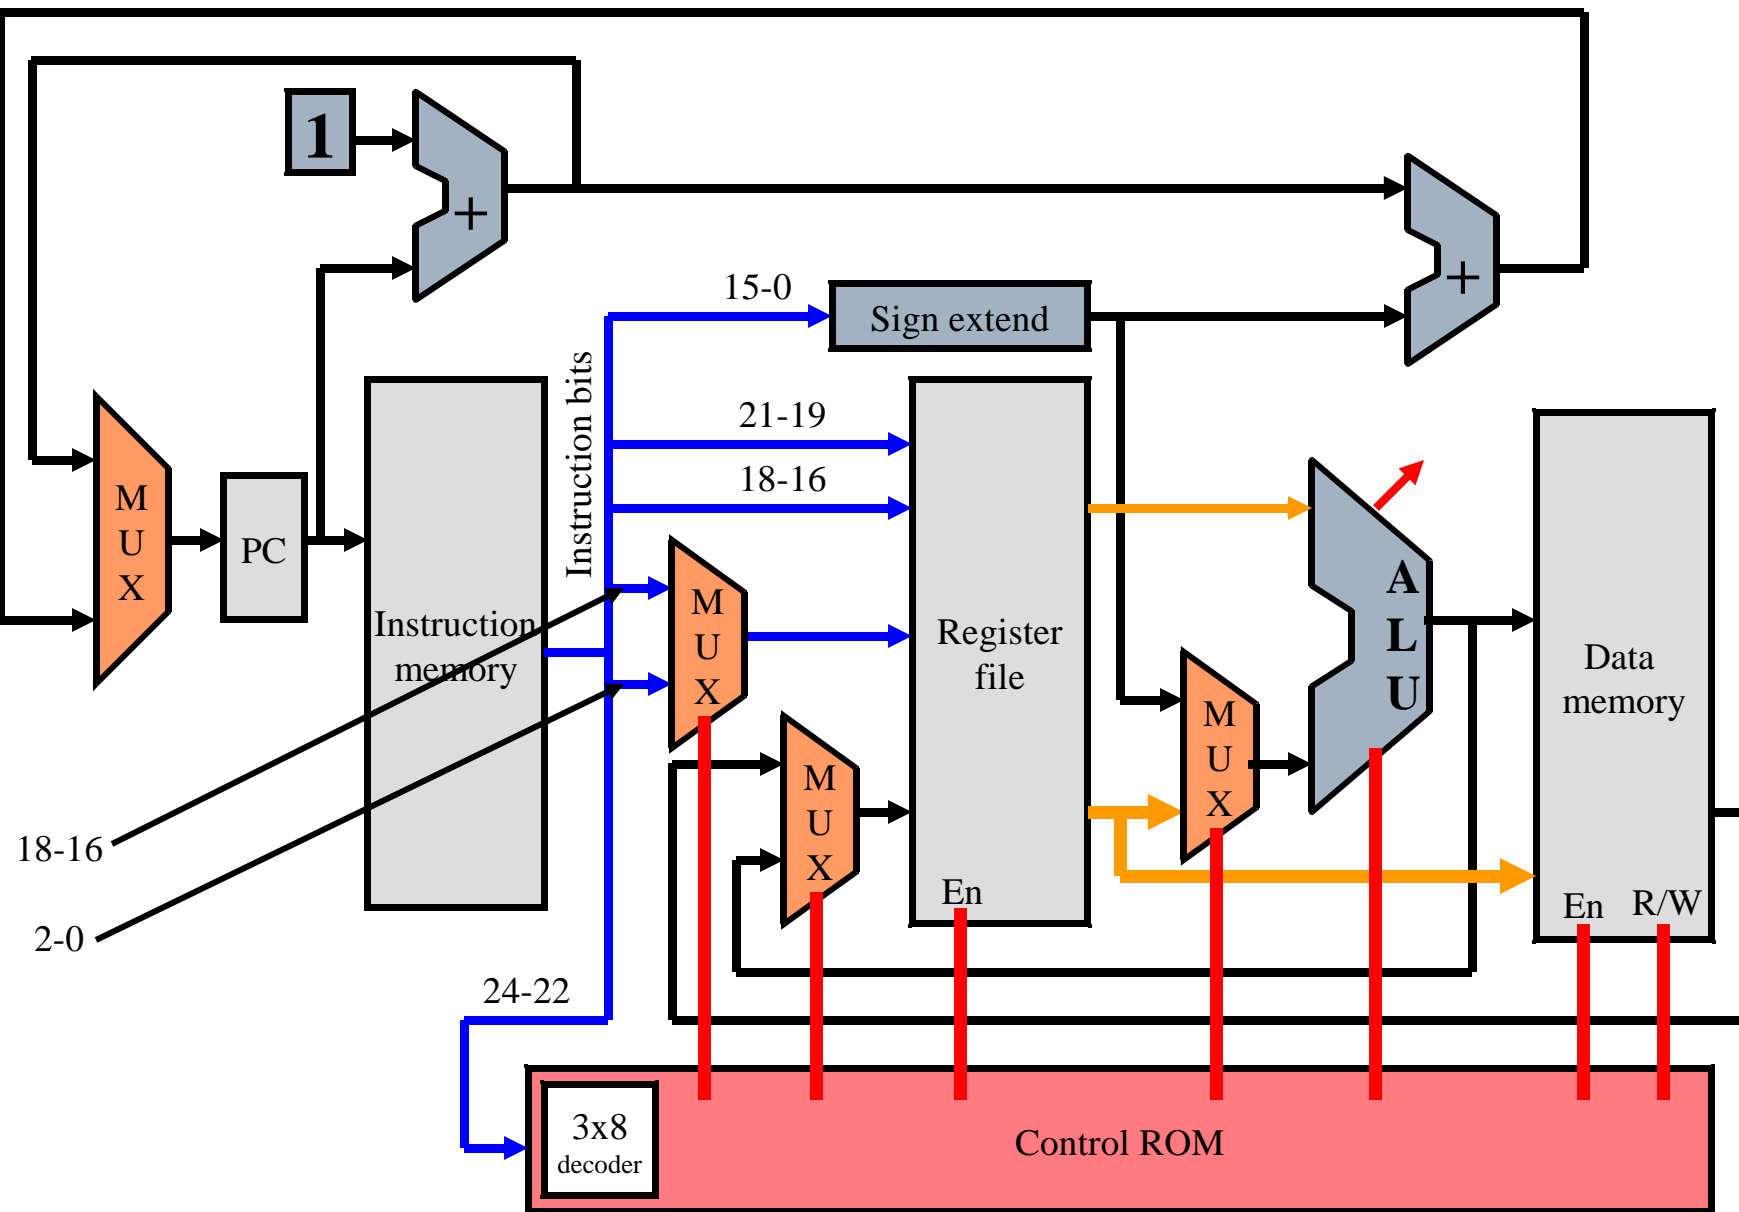 1
+
+
15-0
Sign extend
Instruction bits
21-19
18-16
M
U
X
PC
Instruction
memory
M
U
X
Register
file
A
L
U
M
U
X
Data
memory
M
U
X
18-16
2-0
En
En
R/W
24-22
3x8
decoder
Control ROM